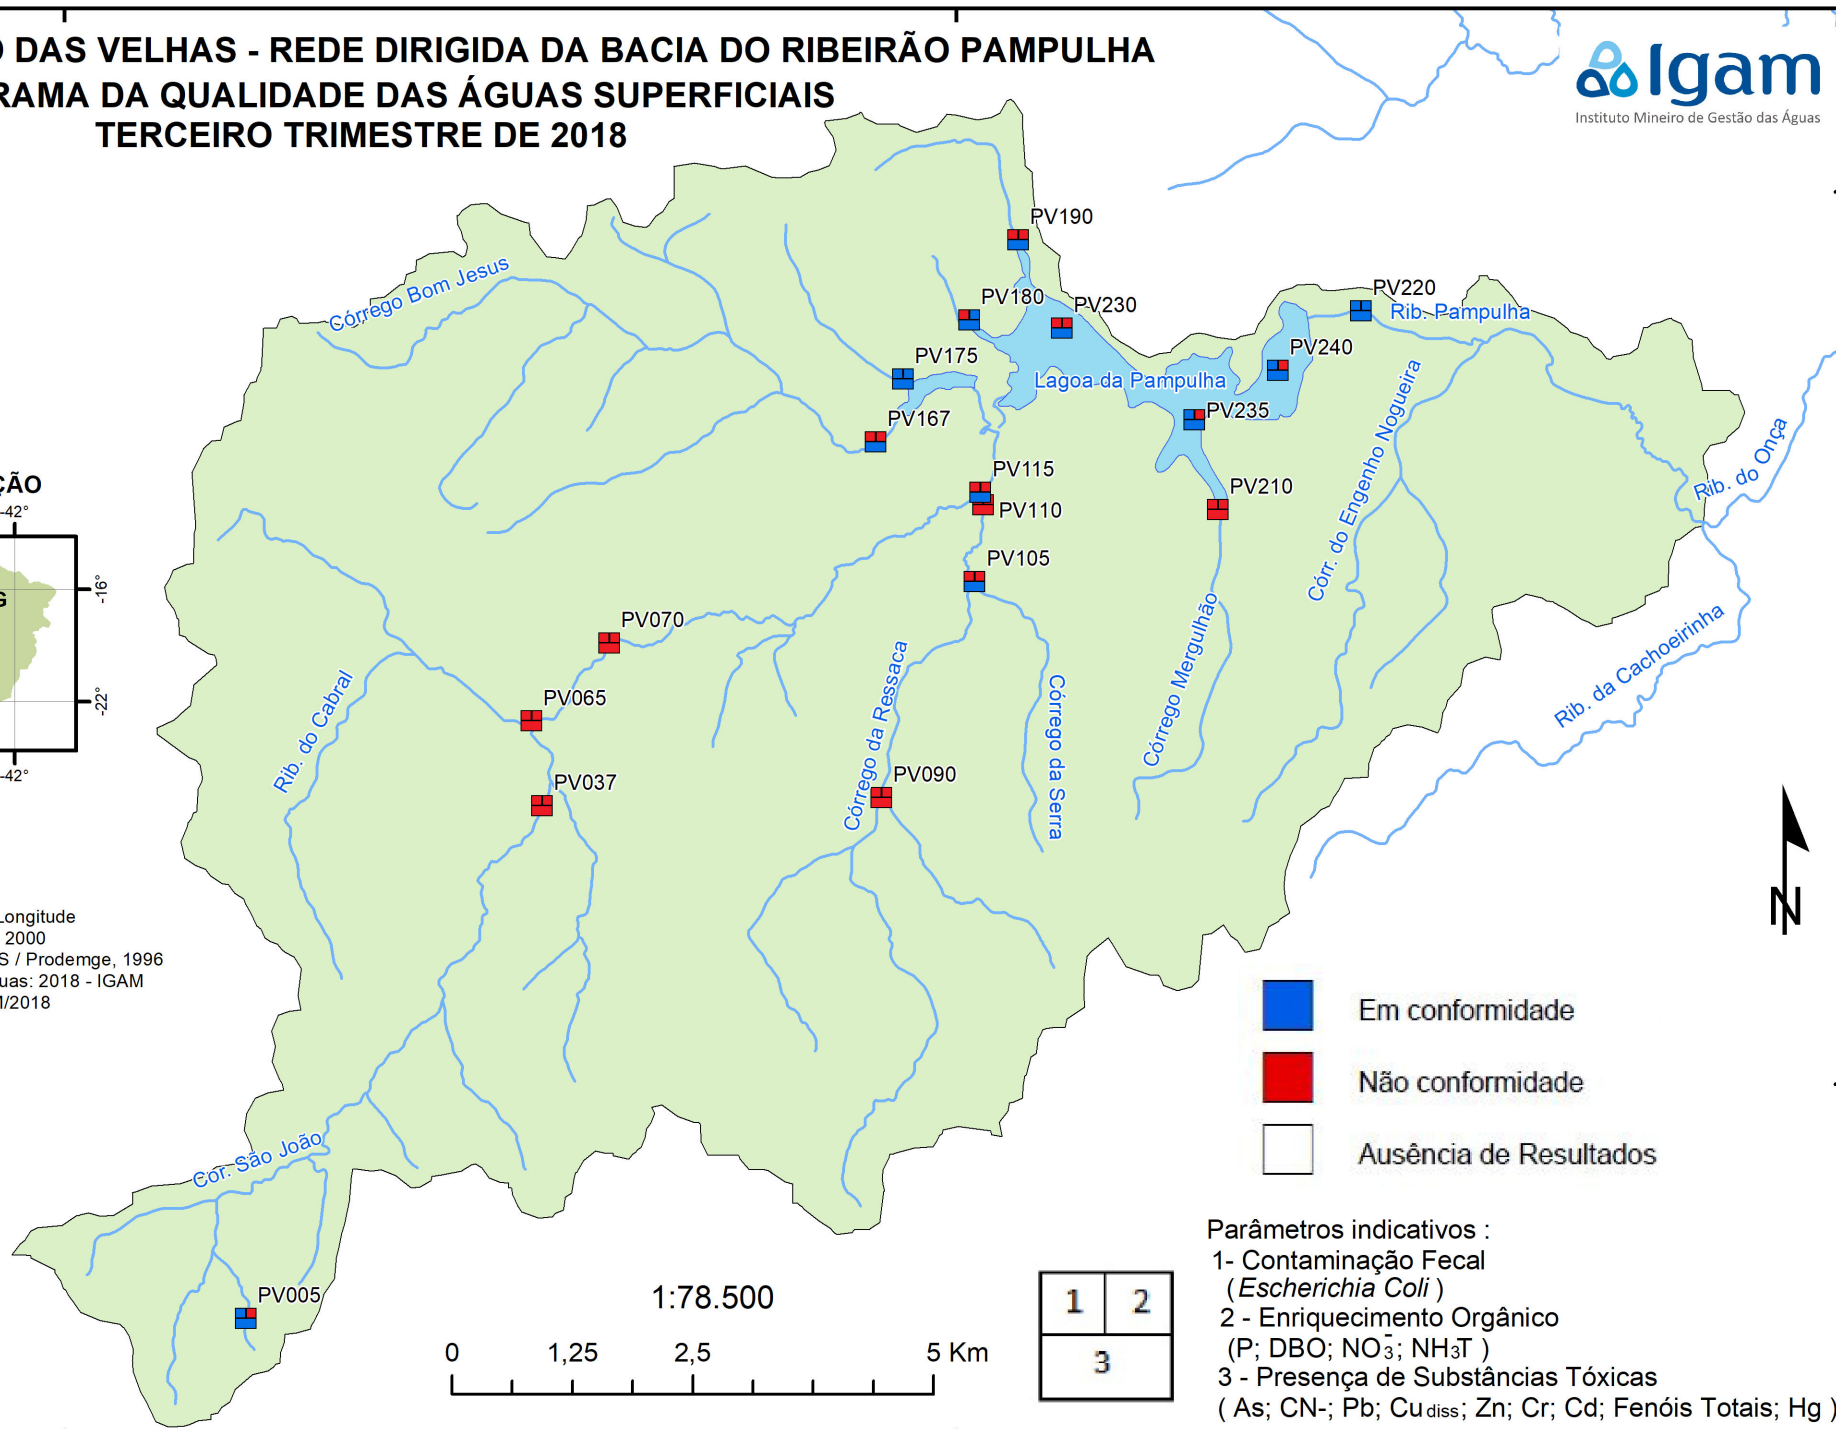 DAS VELHAS - REDE DIRIGIDA DA BACIA DO RIBEIRÃO PAMPULHA
RAMA DA QUALIDADE DAS ÁGUAS SUPERFICIAIS
TERCEIRO TRIMESTRE DE 2018
Igam
Instituto Mineiro de Gestão das Águas
PV190
Córrego Bom Jesus
PV180
PV230
PV220
Rib. Pampulha
PV175
PV240
Lagoa da Pampulha
PV167
PV235
Córr. do Engenho Nogueira
Rib. do Onça
PV115
PV210
PV110
PV105
ÇÃO
-42°
-16°
-22°
-42°
G
PV070
Rib. da Cachoeirinha
Córrego Mergulhão
Córrego da Ressaca
Córrego da Serra
Rib. do Cabral
PV065
PV037
PV090
N
Longitude
2000
S / Prodemge, 1996
uas: 2018 - IGAM
/2018
Em conformidade
Não conformidade
Ausência de Resultados
Cor. São João
PV005
1:78.500
0 1,25 2,5 5 Km
1 2
3
Parâmetros indicativos :
1- Contaminação Fecal
(Escherichia Coli )
2 - Enriquecimento Orgânico
(P; DBO; NO₃⁻; NH₃T )
3 - Presença de Substâncias Tóxicas
( As; CN-; Pb; Cu diss; Zn; Cr; Cd; Fenóis Totais; Hg )